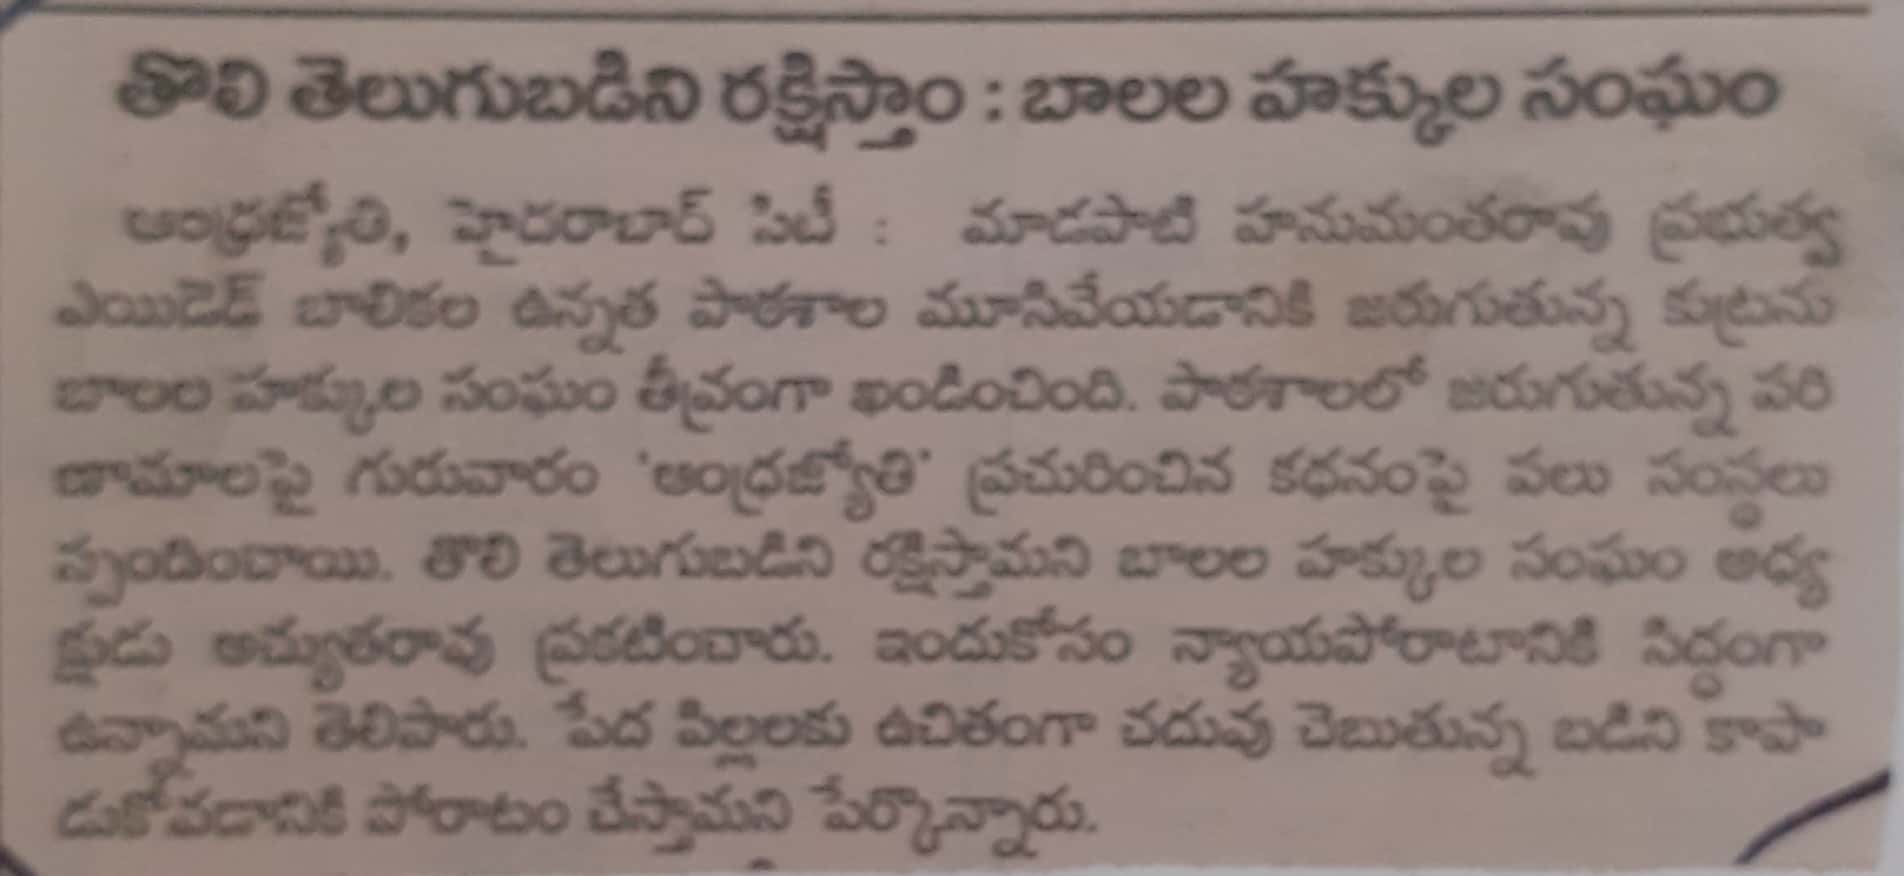 తొలి తెలుగుబడిని రక్షిస్తాం : బాలల హక్కుల సంఘం
ఆంధ్రజ్యోతి, హైదరాబాద్ సిటీ : మాడపాటి హనుమంతరావు ప్రభుత్వ
ఎయిడెడ్ బాలికల ఉన్నత పాఠశాల మూసివేయడానికి జరుగుతున్న కుట్రను
బాలల హక్కుల సంఘం తీవ్రంగా ఖండించింది. పాఠశాలలో జరుగుతున్న పరి
ణామాలపై గురువారం 'ఆంధ్రజ్యోతి' ప్రచురించిన కథనంపై పలు సంస్థలు
స్పందించాయి. తొలి తెలుగుబడిని రక్షిస్తామని బాలల హక్కుల సంఘం అధ్య
క్షుడు అచ్యుతరావు ప్రకటించారు. ఇందుకోసం న్యాయపోరాటానికి సిద్ధంగా
ఉన్నామని తెలిపారు. పేద పిల్లలకు ఉచితంగా చదువు చెబుతున్న బడిని కాపా
డుకోవడానికి పోరాటం చేస్తామని పేర్కొన్నారు.